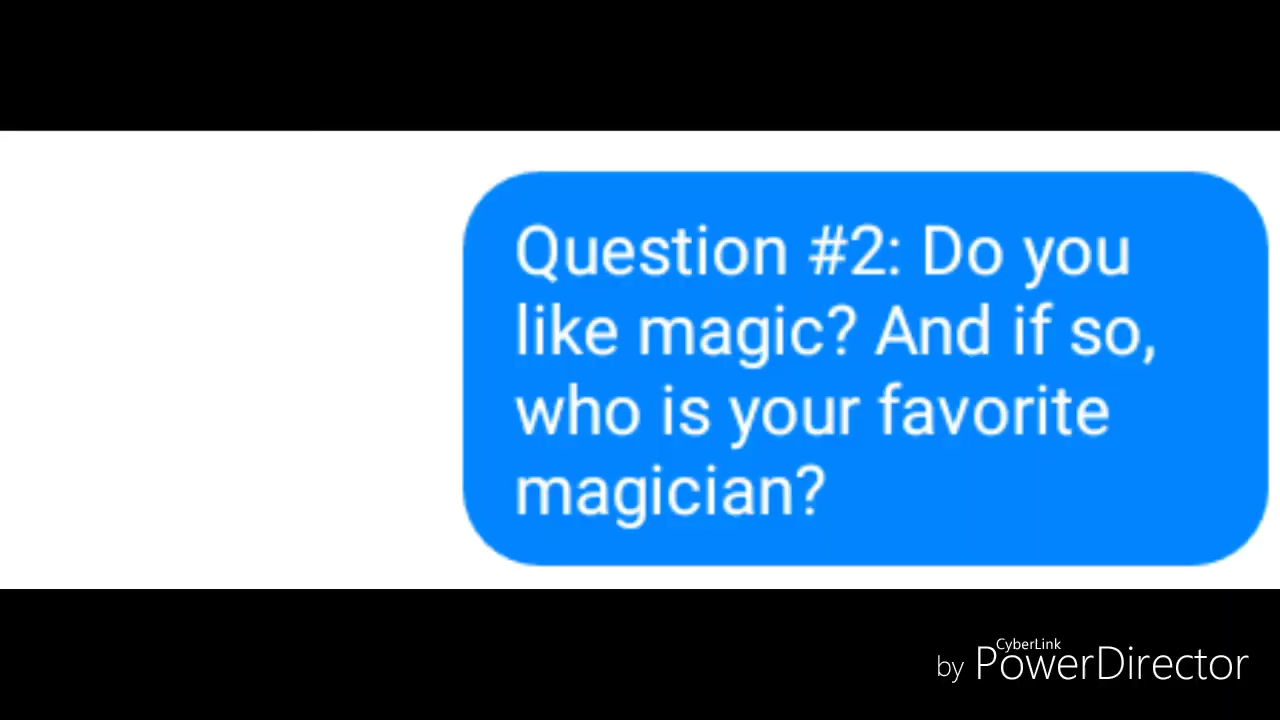 Question #2: Do you
like magic? And if so,
who is your favorite
magician?
CyberLink
by PowerDirector